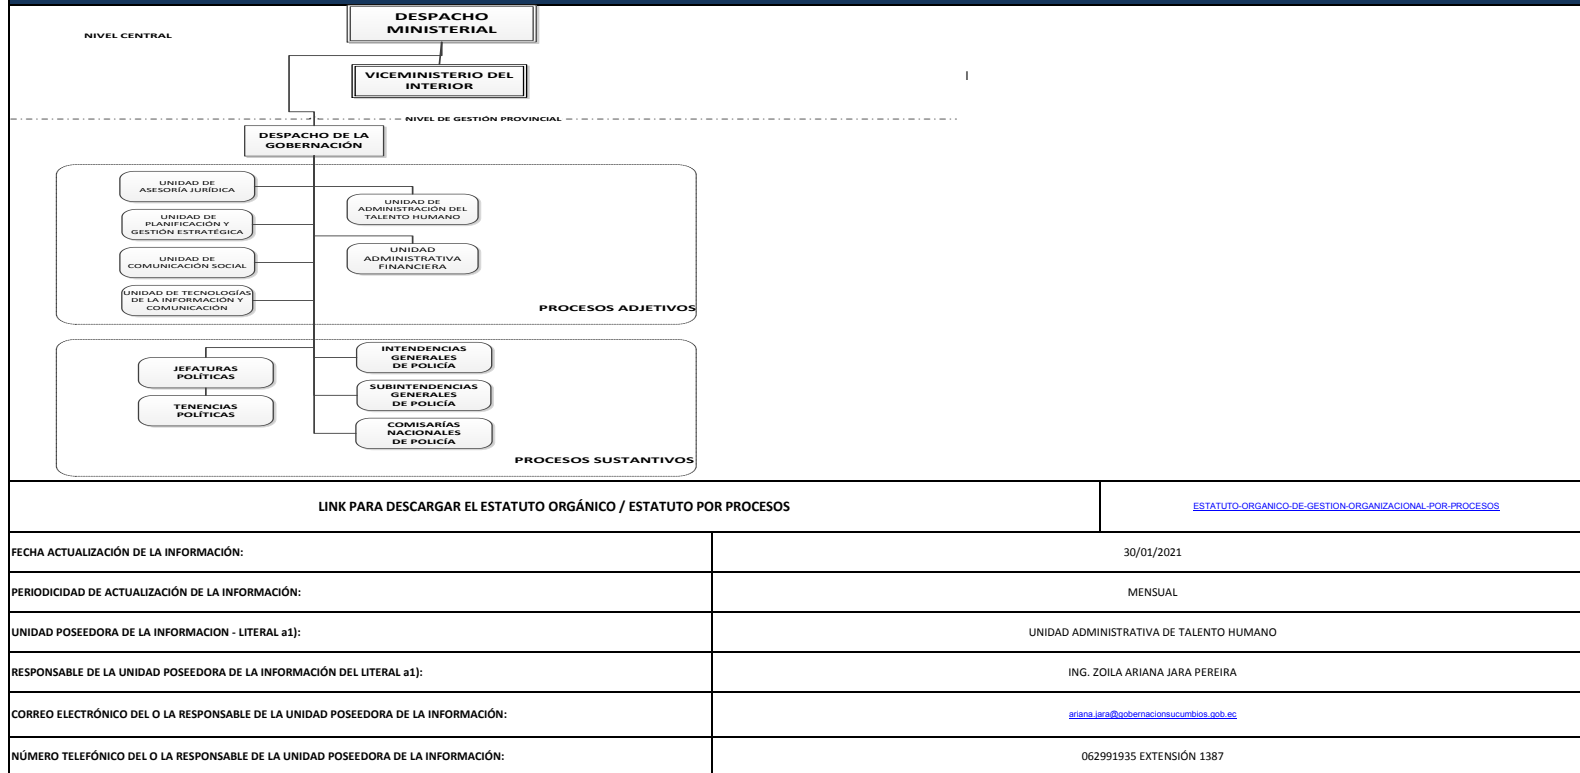 DESPACHO
MINISTERIAL
NIVEL CENTRAL
VICEMINISTERIO DEL
INTERIOR
NIVEL DE GESTIÓN PROVINCIAL
DESPACHO DE LA
GOBERNACIÓN
UNIDAD DE
ASESORÍA JURÍDICA
UNIDAD DE
ADMINISTRACIÓN DEL
TALENTO HUMANO
UNIDAD DE
PLANIFICACIÓN Y
GESTIÓN ESTRATÉGICA
UNIDAD
ADMINISTRATIVA
FINANCIERA
UNIDAD DE
COMUNICACIÓN SOCIAL
UNIDAD DE TECNOLOGÍAS
DE LA INFORMACIÓN Y
COMUNICACIÓN
PROCESOS ADJETIVOS
INTENDENCIAS
GENERALES
DE POLICÍA
JEFATURAS
POLÍTICAS
SUBINTENDENCIAS
GENERALES
DE POLICÍA
TENENCIAS
POLÍTICAS
COMISARÍAS
NACIONALES
DE POLICÍA
PROCESOS SUSTANTIVOS
LINK PARA DESCARGAR EL ESTATUTO ORGÁNICO / ESTATUTO POR PROCESOS
ESTATUTO-ORGANICO-DE-GESTION-ORGANIZACIONAL-POR-PROCESOS
FECHA ACTUALIZACIÓN DE LA INFORMACIÓN:
30/01/2021
PERIODICIDAD DE ACTUALIZACIÓN DE LA INFORMACIÓN:
MENSUAL
UNIDAD POSEEDORA DE LA INFORMACION - LITERAL a1):
UNIDAD ADMINISTRATIVA DE TALENTO HUMANO
RESPONSABLE DE LA UNIDAD POSEEDORA DE LA INFORMACIÓN DEL LITERAL a1):
ING. ZOILA ARIANA JARA PEREIRA
CORREO ELECTRÓNICO DEL O LA RESPONSABLE DE LA UNIDAD POSEEDORA DE LA INFORMACIÓN:
ariana.jara@gobernacionsucumbios.gob.ec
NÚMERO TELEFÓNICO DEL O LA RESPONSABLE DE LA UNIDAD POSEEDORA DE LA INFORMACIÓN:
062991935 EXTENSIÓN 1387